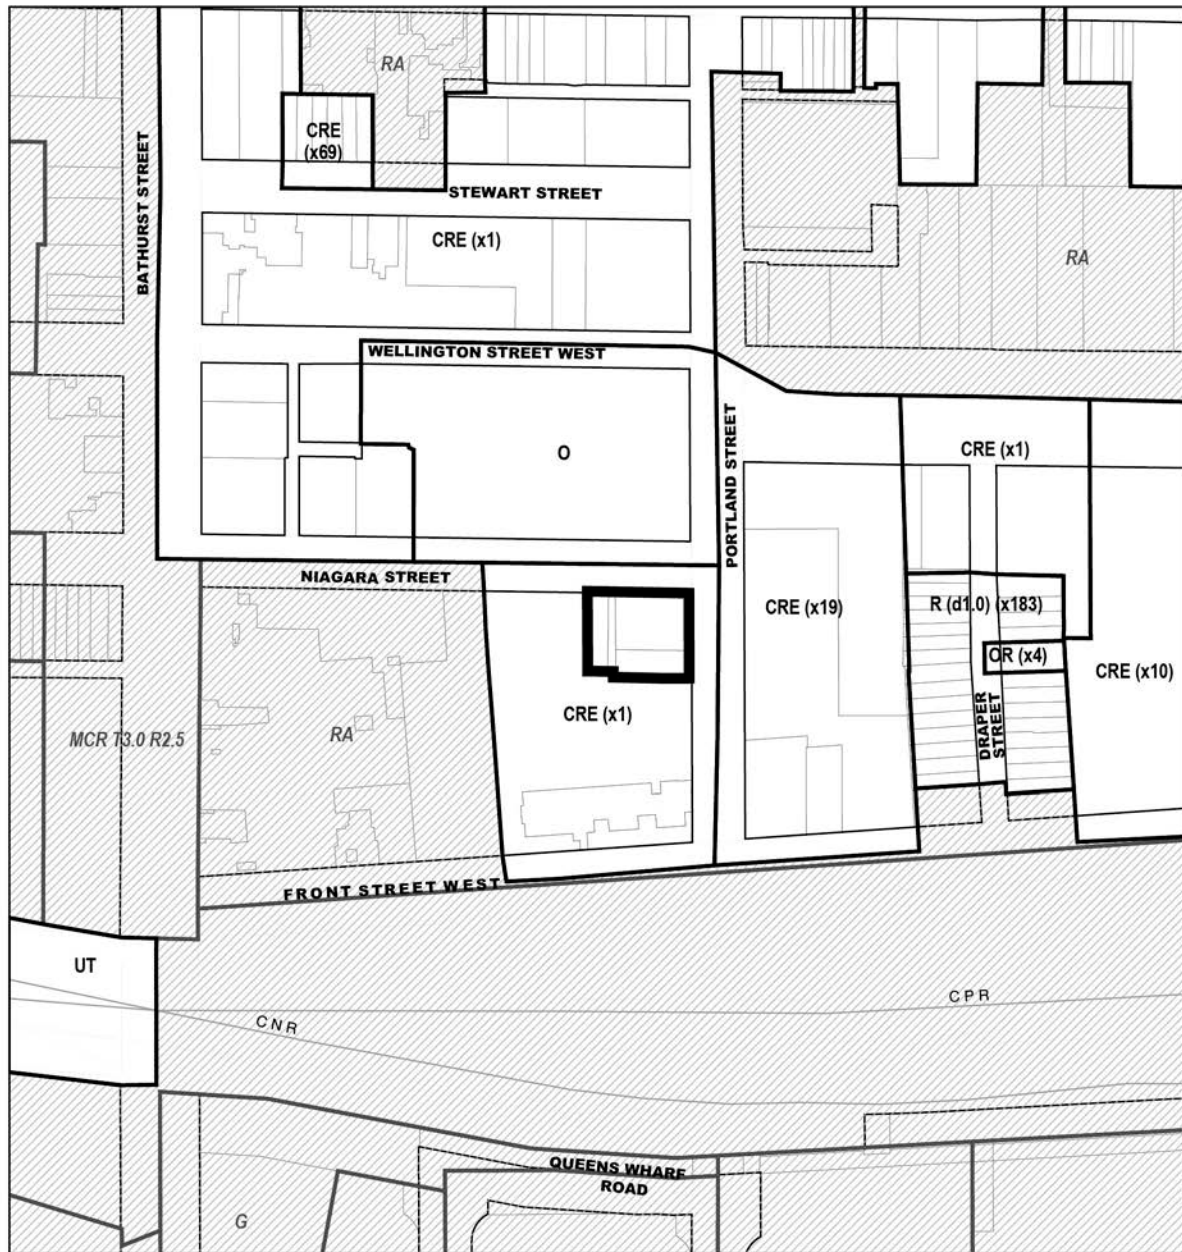 RA
CRE
(x69)
BATHURST STREET
STEWART STREET
CRE (x1)
RA
WELLINGTON STREET WEST
PORTLAND STREET
CRE (x1)
O
NIAGARA STREET
CRE (x19)
R (d1.0) (x183)
OR (x4)
CRE (x10)
CRE (x1)
DRAPER
STREET
MCR T3.0 R2.5
RA
FRONT STREET WEST
UT
CPR
CNR
QUEENS WHARF
ROAD
G